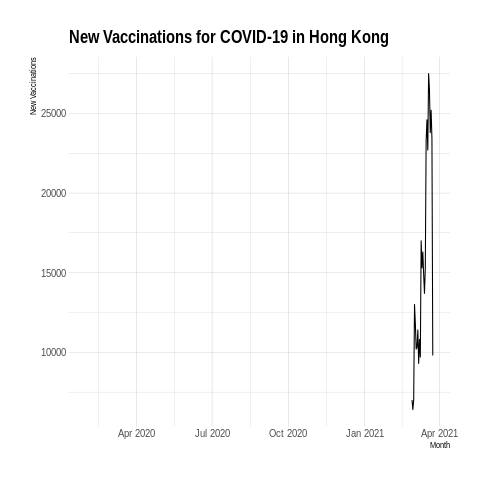 New Vaccinations for COVID-19 in Hong Kong
New Vaccinations
25000
20000
15000
10000
Apr 2020 Jul 2020 Oct 2020 Jan 2021 Apr 2021
Month